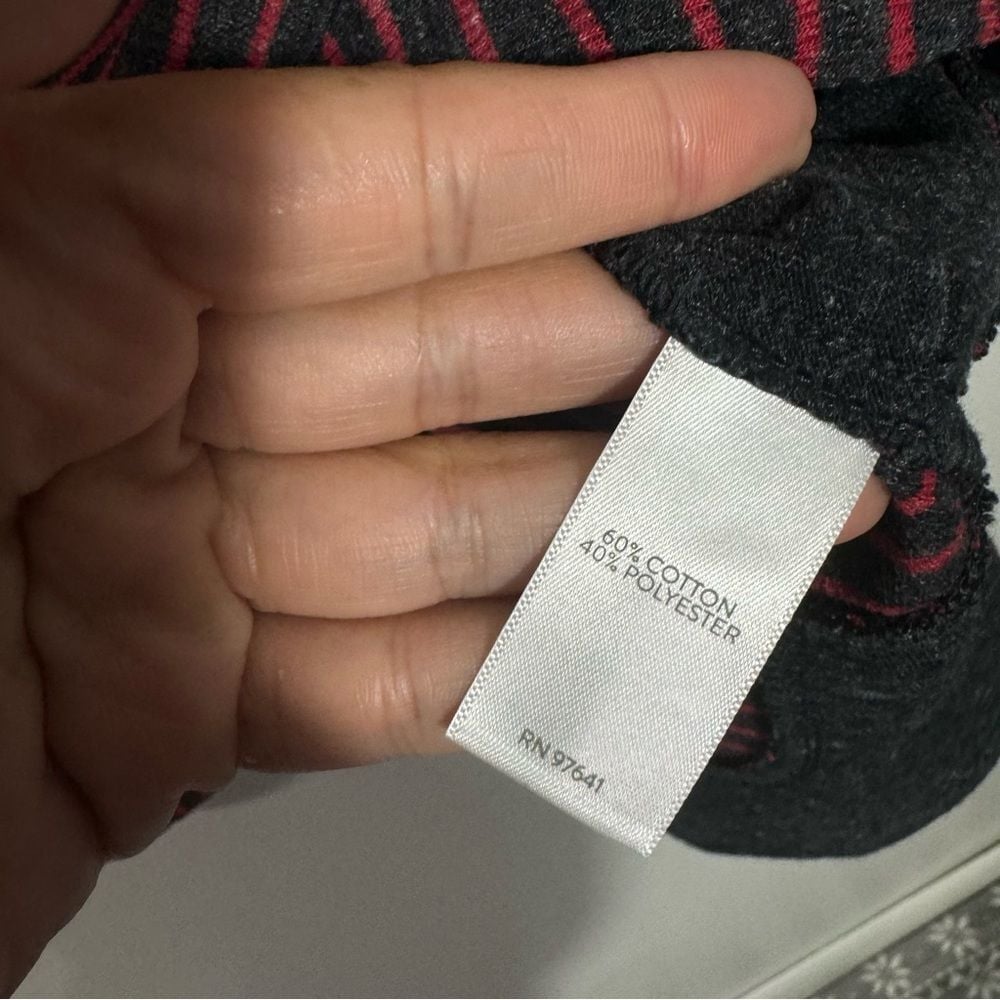 60% COTTON
40% POLYESTER
RN 97641